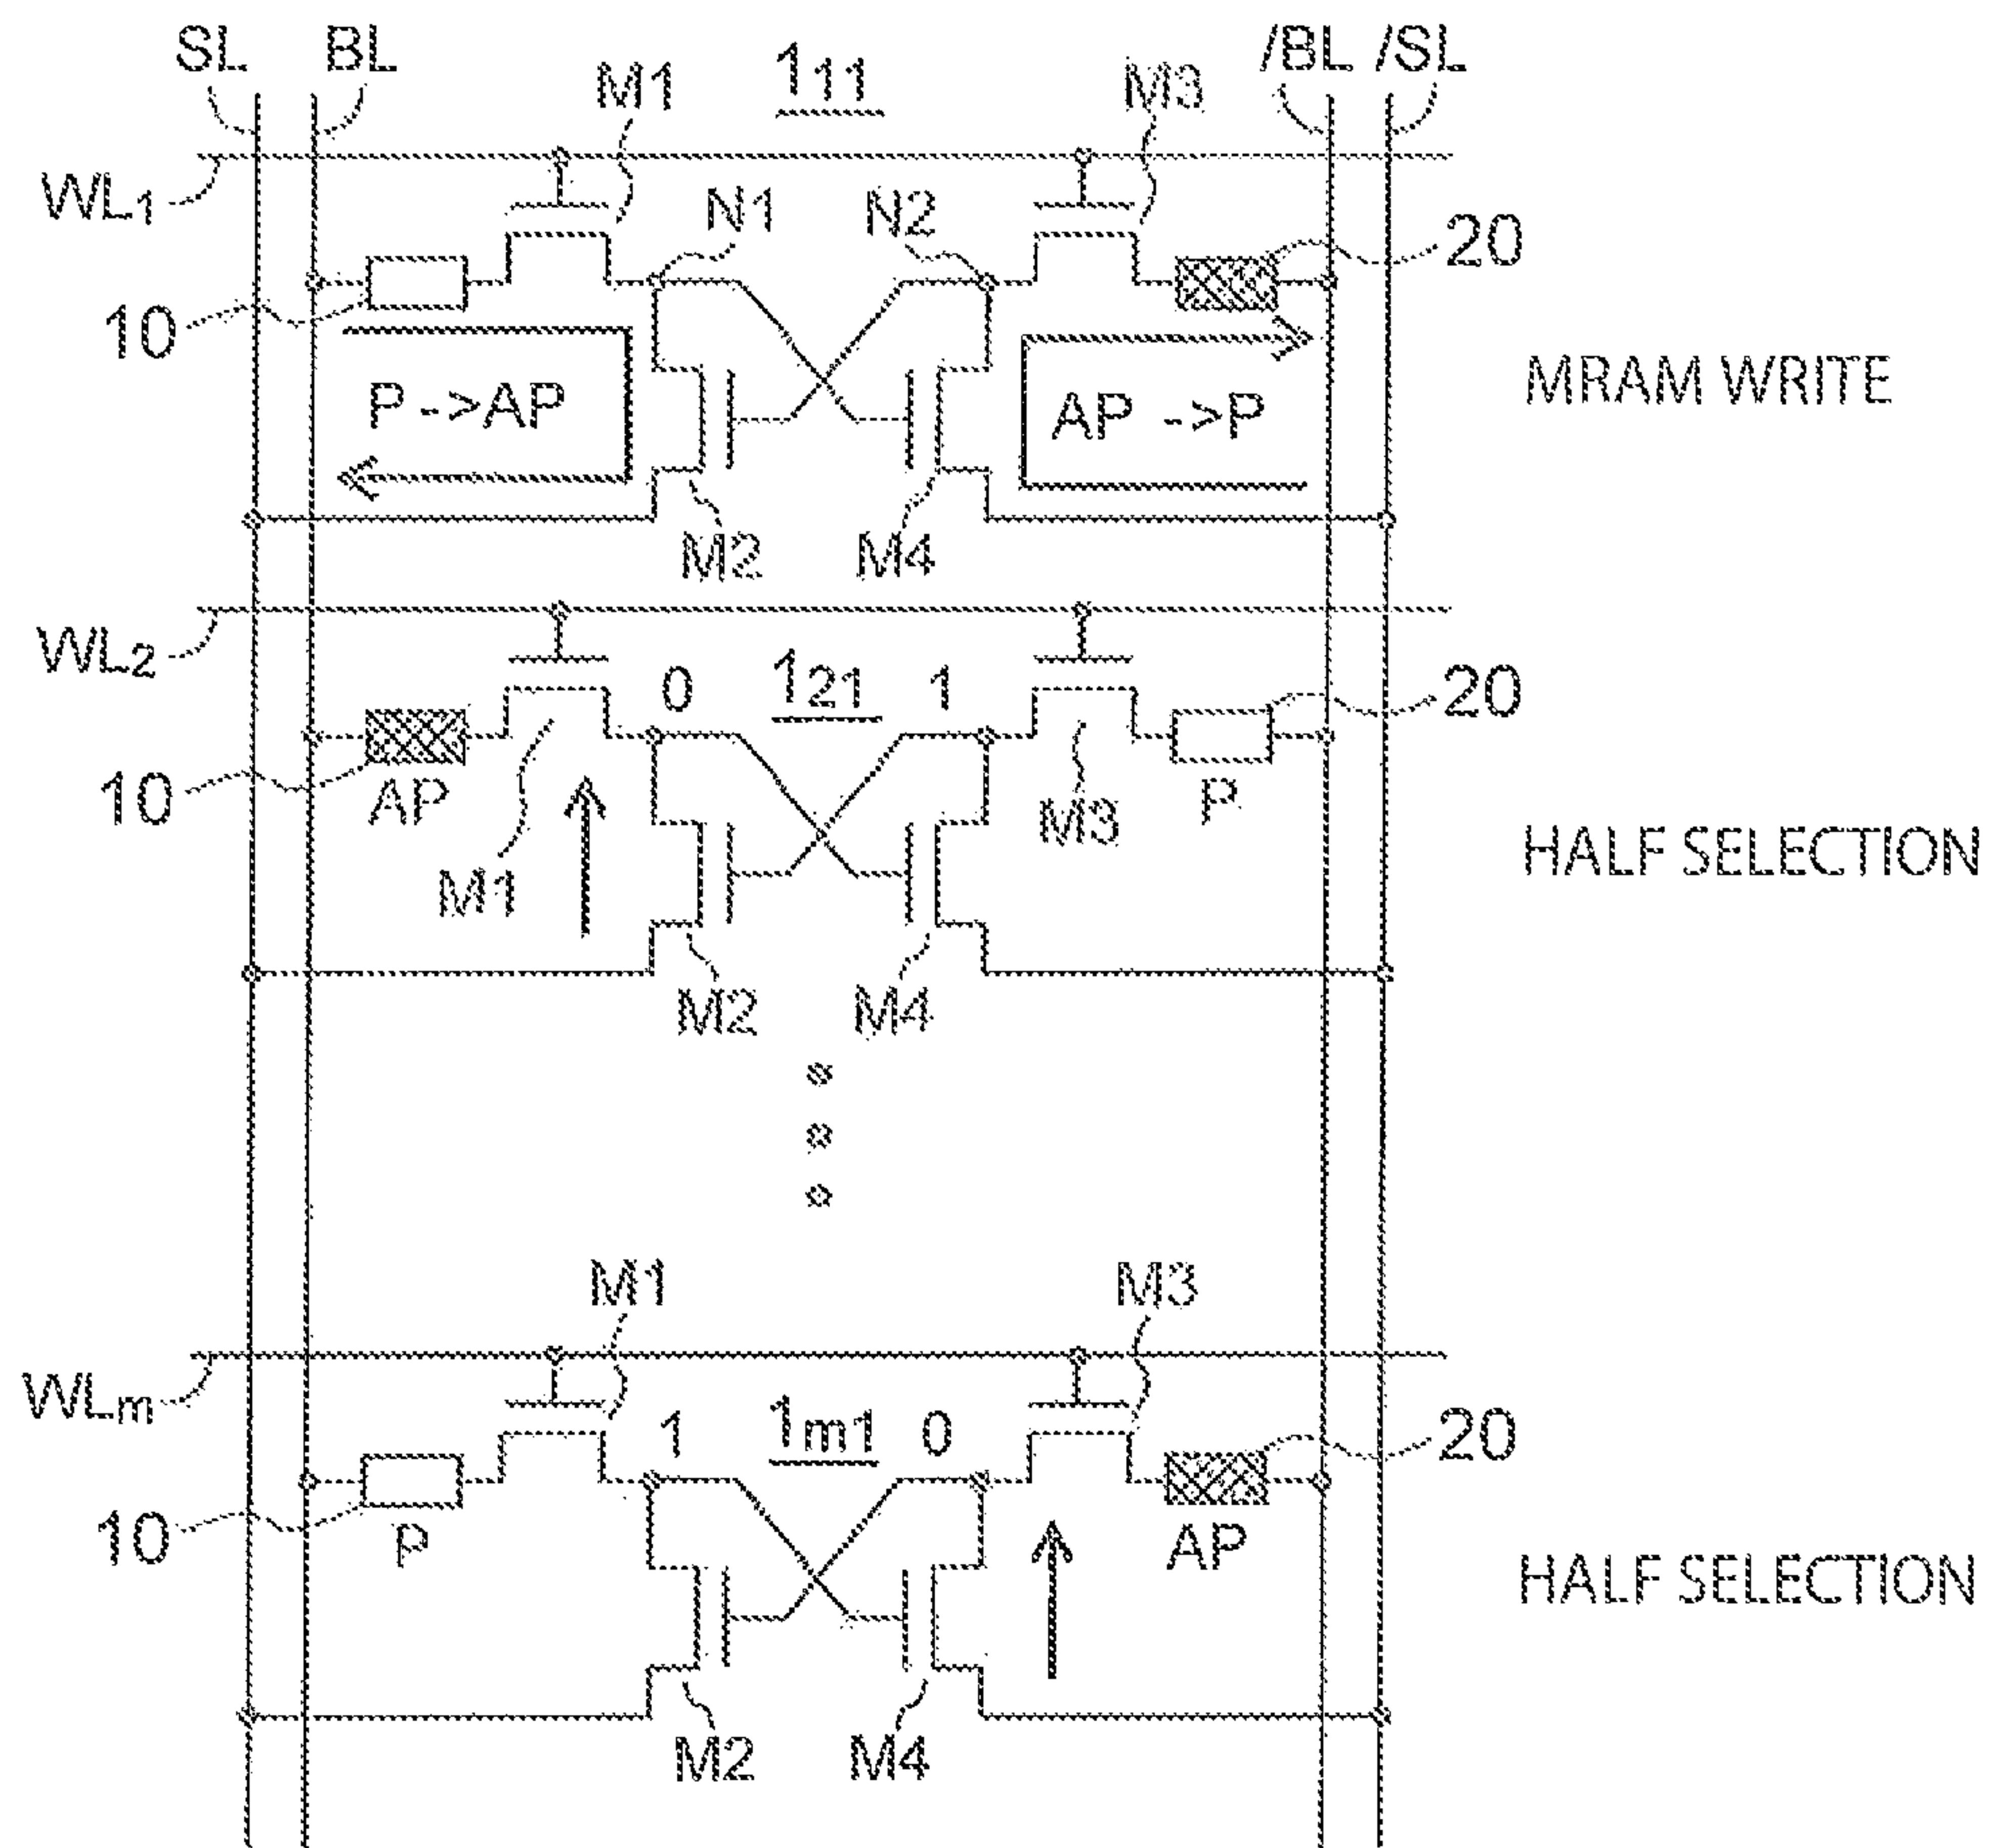 SL BL M1 1₁₁ M3 /BL /SL
WL₁ N1 N2 20
10
P ->AP AP ->P MRAM WRITE
M2 M4
WL₂ 0 1₂₁ 1 20
10 AP M1 M3 P HALF SELECTION
M2 M4
M1 M3
WLₘ 1 1ₘ₁ 0 20
10 P AP HALF SELECTION
M2 M4